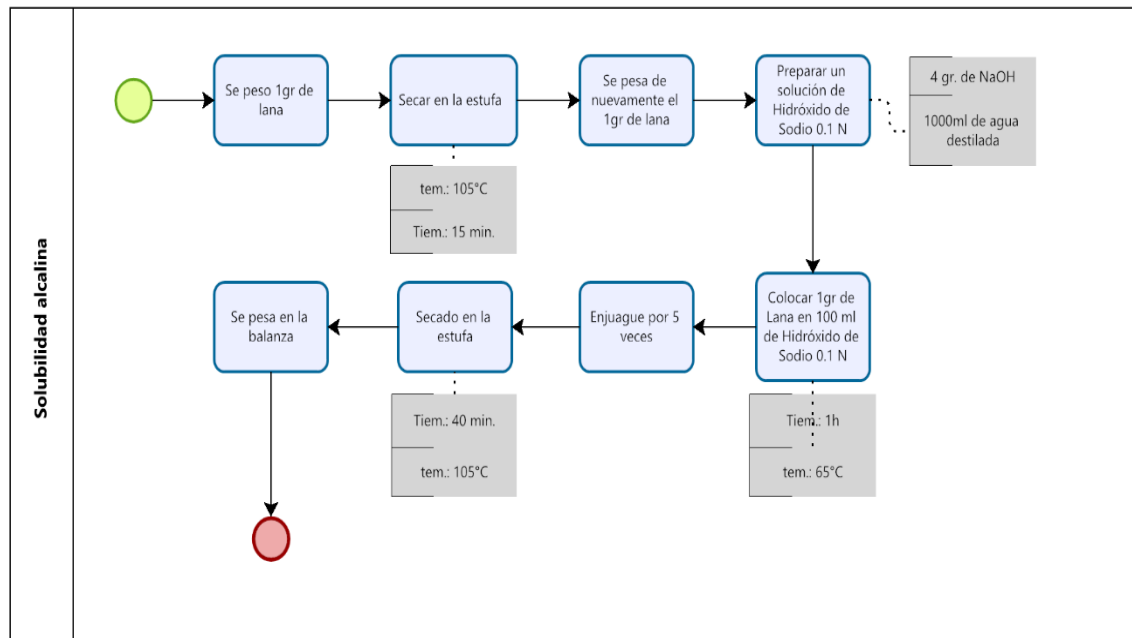 Solubilidad alcalina
Se peso 1gr de
lana
Secar en la estufa
tem.: 105°C
Tiem.: 15 min.
Se pesa de
nuevamente el
1gr de lana
Preparar un
solución de
Hidróxido de
Sodio 0.1 N
4 gr. de NaOH
1000ml de agua
destilada
Colocar 1gr de
Lana en 100 ml
de Hidróxido de
Sodio 0.1 N
Tiem.: 1h
tem.: 65°C
Enjuague por 5
veces
Secado en la
estufa
Tiem.: 40 min.
tem.: 105°C
Se pesa en la
balanza